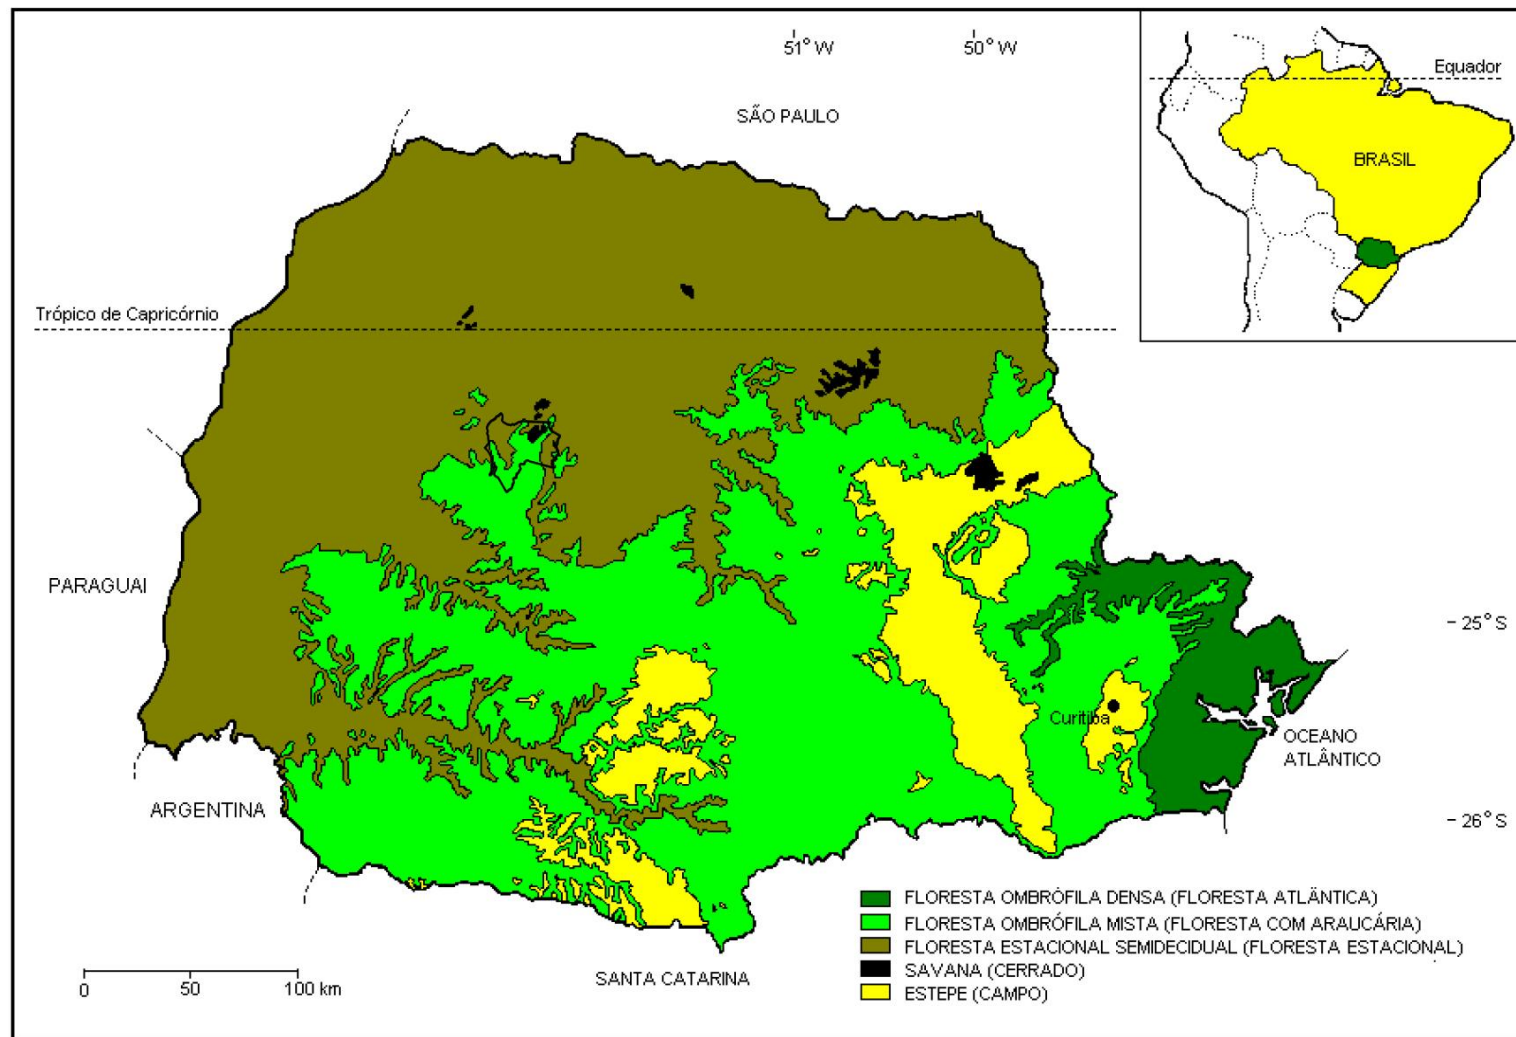 51° W
50° W
Equador
SÃO PAULO
BRASIL
Trópico de Capricórnio
PARAGUAI
25° S
Curitiba
OCEANO
ATLÂNTICO
ARGENTINA
26° S
FLORESTA OMBRÓFILA DENSA (FLORESTA ATLÂNTICA)
FLORESTA OMBRÓFILA MISTA (FLORESTA COM ARAUCÁRIA)
FLORESTA ESTACIONAL SEMIDECIDUAL (FLORESTA ESTACIONAL)
SAVANA (CERRADO)
ESTEPE (CAMPO)
SANTA CATARINA
0 50 100 km